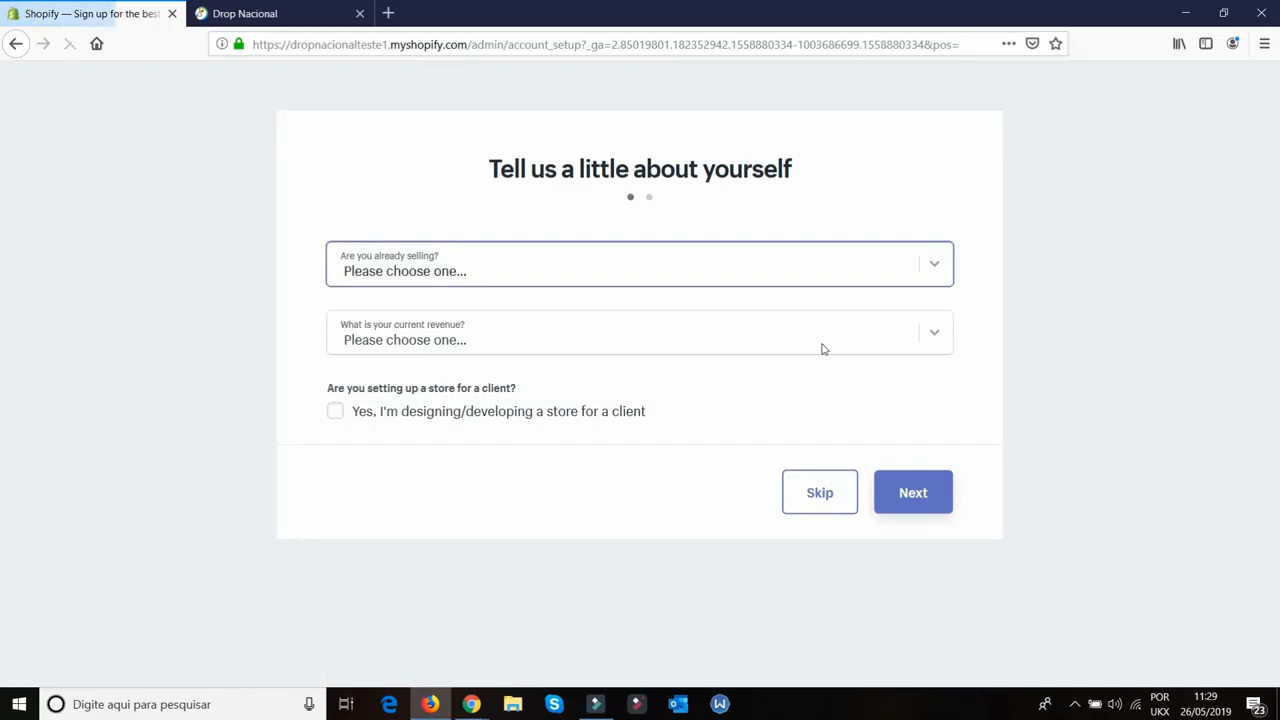 Shopify — Sign up for the best
Drop Nacional
https://dropnacionalteste1.myshopify.com/admin/account_setup?_ga=2.85019801.182352942.1558880334-1003686699.1558880334&pos=
Tell us a little about yourself
Are you already selling?
Please choose one...
What is your current revenue?
Please choose one...
Are you setting up a store for a client?
Yes, I'm designing/developing a store for a client
Skip
Next
Digite aqui para pesquisar
POR
UKX
11:29
26/05/2019
23